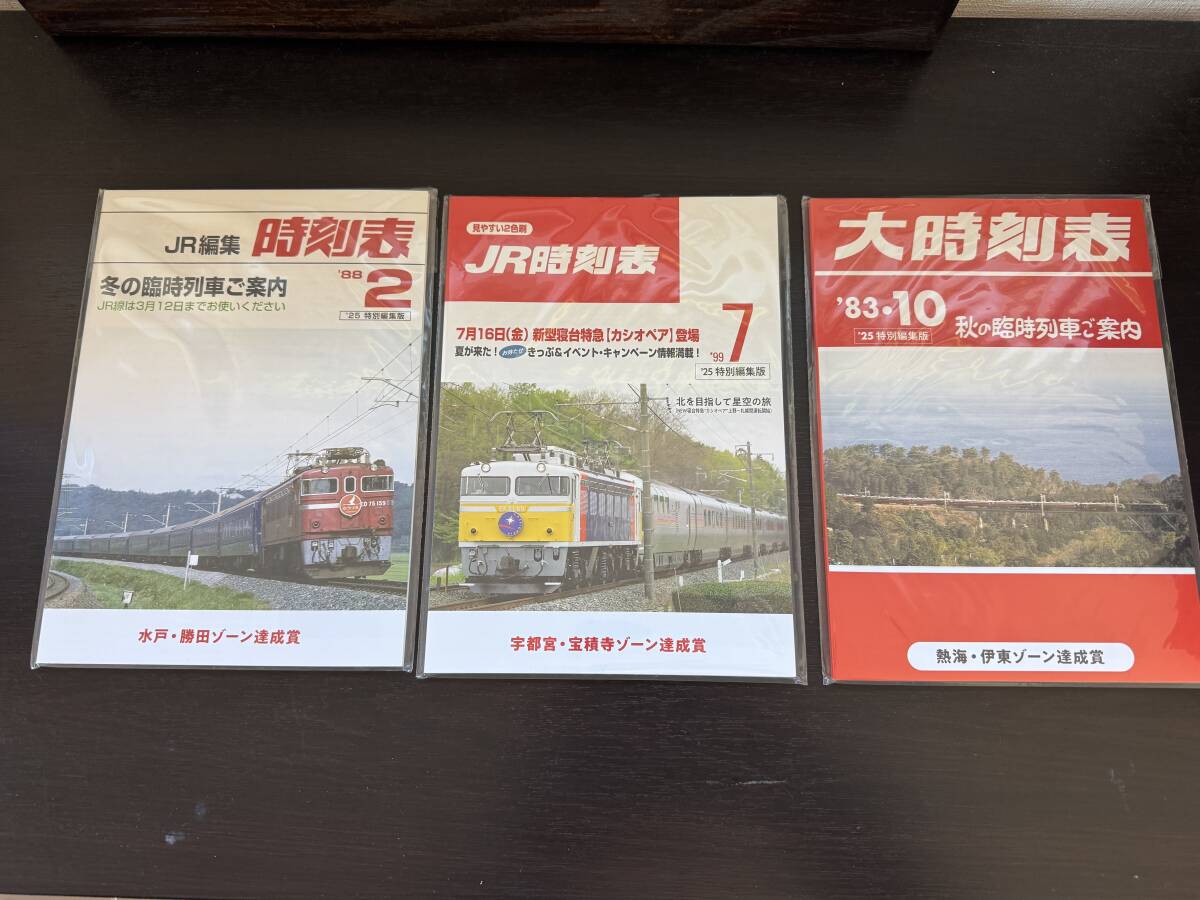 JR編集 時刻表
'88 2
冬の臨時列車ご案内
JR線は3月12日までお使いください
'25 特別編集版
水戸・勝田ゾーン達成賞
見やすい2色刷
JR時刻表
7月16日(金) 新型寝台特急【カシオペア】登場
夏が来た! お待たせ きっぷ&イベント・キャンペーン情報満載!
'99 7
'25 特別編集版
北を目指して星空の旅
宇都宮・宝積寺ゾーン達成賞
大時刻表
'83・10
'25 特別編集版
秋の臨時列車ご案内
熱海・伊東ゾーン達成賞